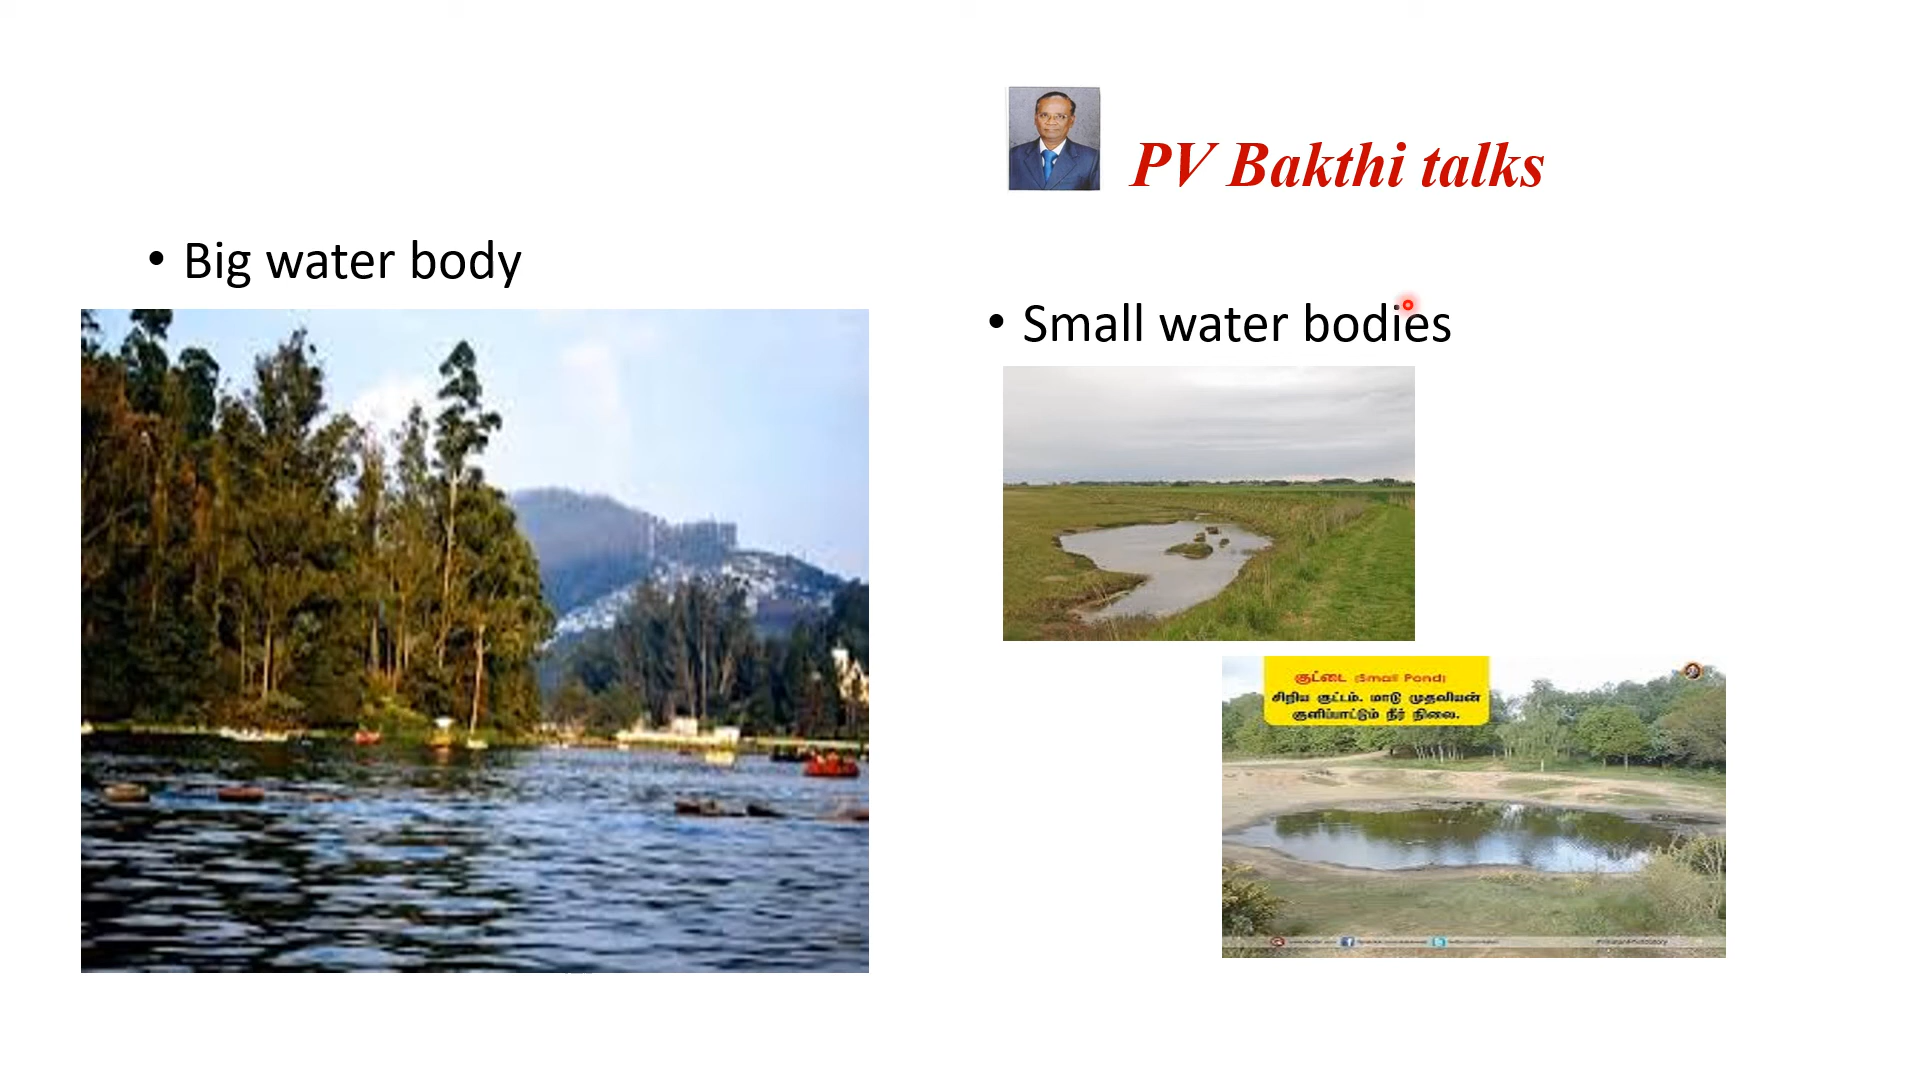 PV Bakthi talks
• Big water body
• Small water bodies
குட்டை (Small Pond)
சிறிய குட்டம். மாடு முதலியன
குளிப்பாட்டும் நீர் நிலை.